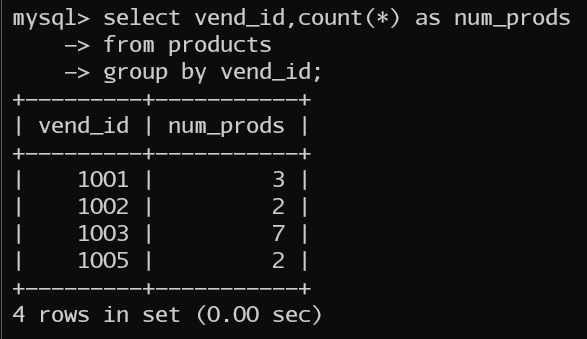 mysql> select vend_id,count(*) as num_prods
    -> from products
    -> group by vend_id;
+---------+-----------+
| vend_id | num_prods |
+---------+-----------+
|    1001 |         3 |
|    1002 |         2 |
|    1003 |         7 |
|    1005 |         2 |
+---------+-----------+
4 rows in set (0.00 sec)